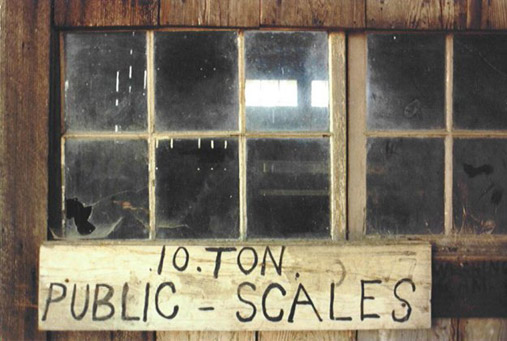 .10.TON.
PUBLIC - SCALES